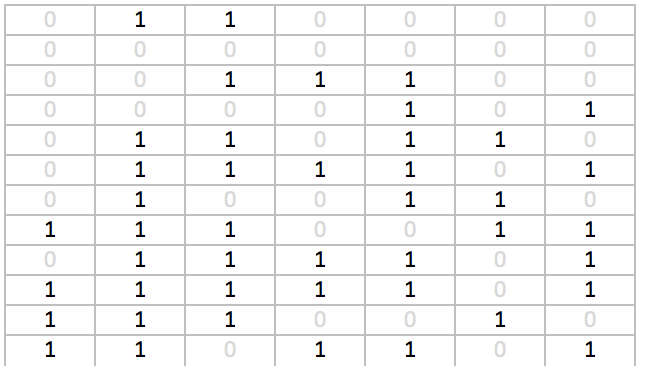 0 1 1 0 0 0 0
0 0 0 0 0 0 0
0 0 1 1 1 0 0
0 0 0 0 1 0 1
0 1 1 0 1 1 0
0 1 1 1 1 0 1
0 1 0 0 1 1 0
1 1 1 0 0 1 1
0 1 1 1 1 0 1
1 1 1 1 1 0 1
1 1 1 0 0 1 0
1 1 0 1 1 0 1